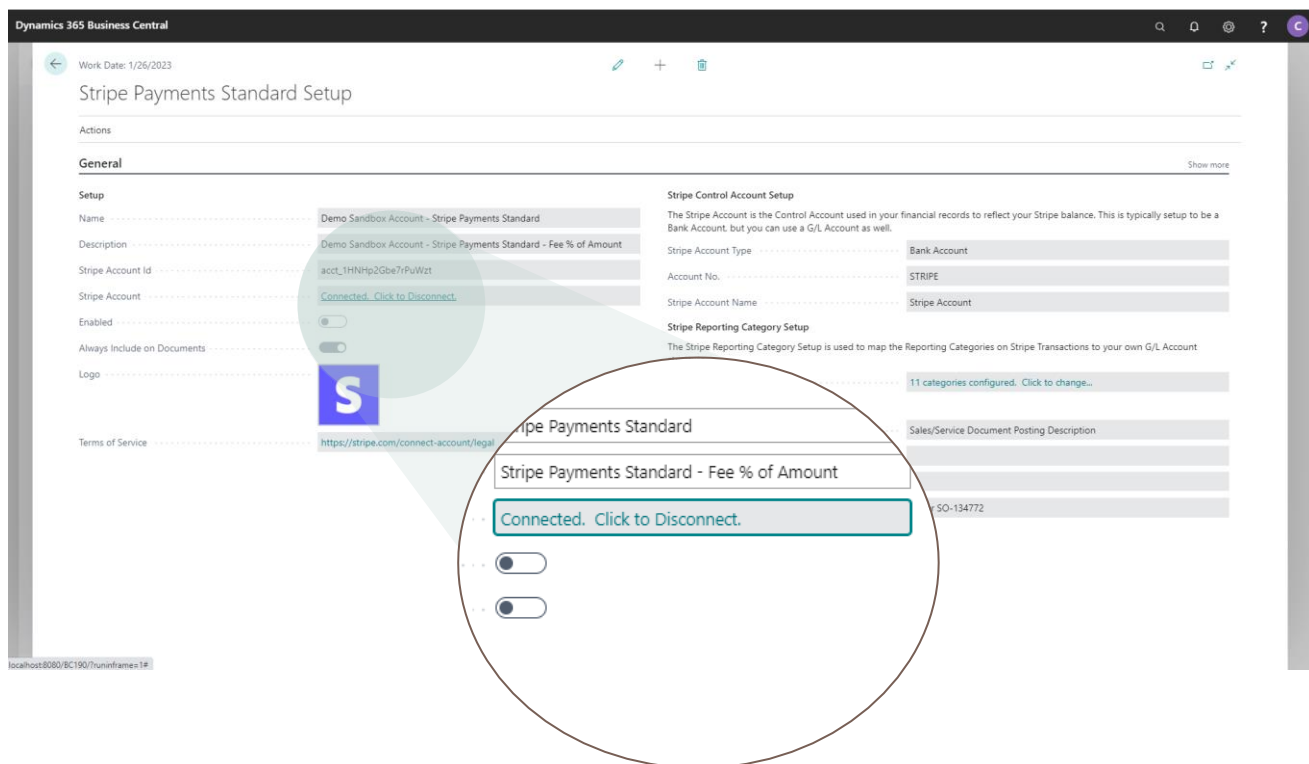 Dynamics 365 Business Central
?
C
Work Date: 1/26/2023
Stripe Payments Standard Setup
Actions
General
Show more
Setup
Name
Demo Sandbox Account - Stripe Payments Standard
Description
Demo Sandbox Account - Stripe Payments Standard - Fee % of Amount
Stripe Account Id
acct_1HNHp2Gbe7rPuWzt
Stripe Account
Connected. Click to Disconnect.
Enabled
Always Include on Documents
Logo
S
Terms of Service
https://stripe.com/connect-account/legal
Stripe Control Account Setup
The Stripe Account is the Control Account used in your financial records to reflect your Stripe balance. This is typically setup to be a
Bank Account, but you can use a G/L Account as well.
Stripe Account Type
Bank Account
Account No.
STRIPE
Stripe Account Name
Stripe Account
Stripe Reporting Category Setup
The Stripe Reporting Category Setup is used to map the Reporting Categories on Stripe Transactions to your own G/L Account
11 categories configured. Click to change...
Sales/Service Document Posting Description
SO-134772
Payments Standard
Stripe Payments Standard - Fee % of Amount
Connected. Click to Disconnect.
localhost:8080/BC190/?runinframe=1#